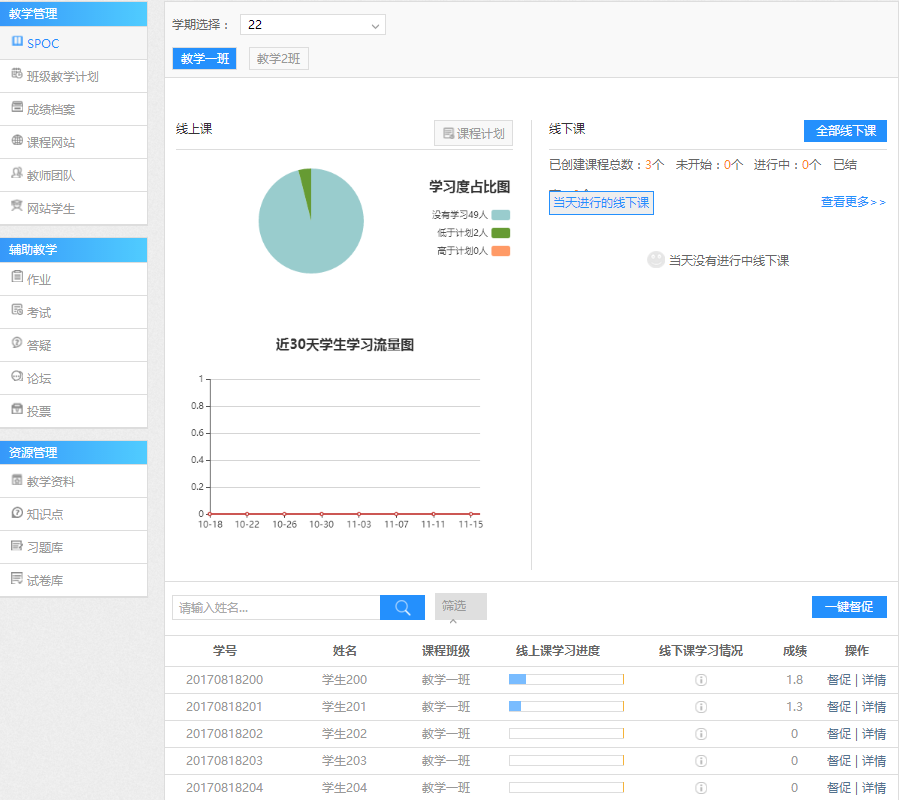 教学管理
SPOC
班级教学计划
成绩档案
课程网站
教师团队
网站学生
辅助教学
作业
考试
答疑
论坛
投票
资源管理
教学资料
知识点
习题库
试卷库
学期选择： 22
教学一班 教学2班
线上课 课程计划
学习度占比图
没有学习49人
低于计划2人
高于计划0人
近30天学生学习流量图
1
0.8
0.6
0.4
0.2
0
10-18 10-22 10-26 10-30 11-03 11-07 11-11 11-15
线下课 全部线下课
已创建课程总数：3个 未开始：0个 进行中：0个 已结
当天进行的线下课 查看更多>>
当天没有进行中线下课
请输入姓名... 筛选 一键督促
学号 姓名 课程班级 线上课学习进度 线下课学习情况 成绩 操作
20170818200 学生200 教学一班 1.8 督促 | 详情
20170818201 学生201 教学一班 1.3 督促 | 详情
20170818202 学生202 教学一班 0 督促 | 详情
20170818203 学生203 教学一班 0 督促 | 详情
20170818204 学生204 教学一班 0 督促 | 详情